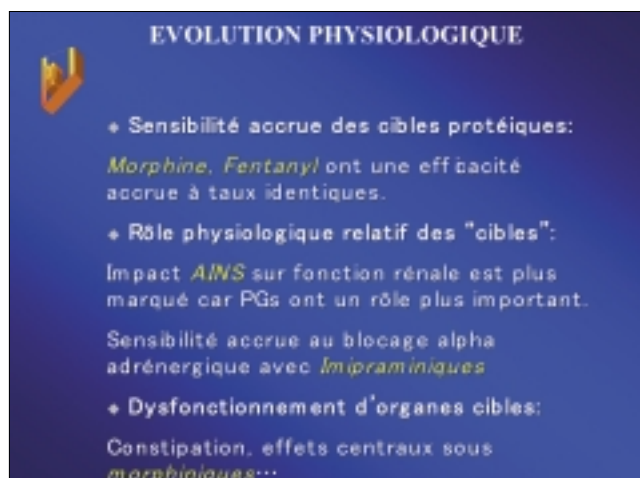 EVOLUTION PHYSIOLOGIQUE
Sensibilité accrue des cibles protéiques:
Morphine, Fentanyl ont une efficacité
accrue à taux identiques.
Rôle physiologique relatif des "cibles":
Impact AINS sur fonction rénale est plus
marqué car PGs ont un rôle plus important.
Sensibilité accrue au blocage alpha
adrénergique avec Imipraminiques
Dysfonctionnement d'organes cibles:
Constipation, effets centraux sous
morphiniques...